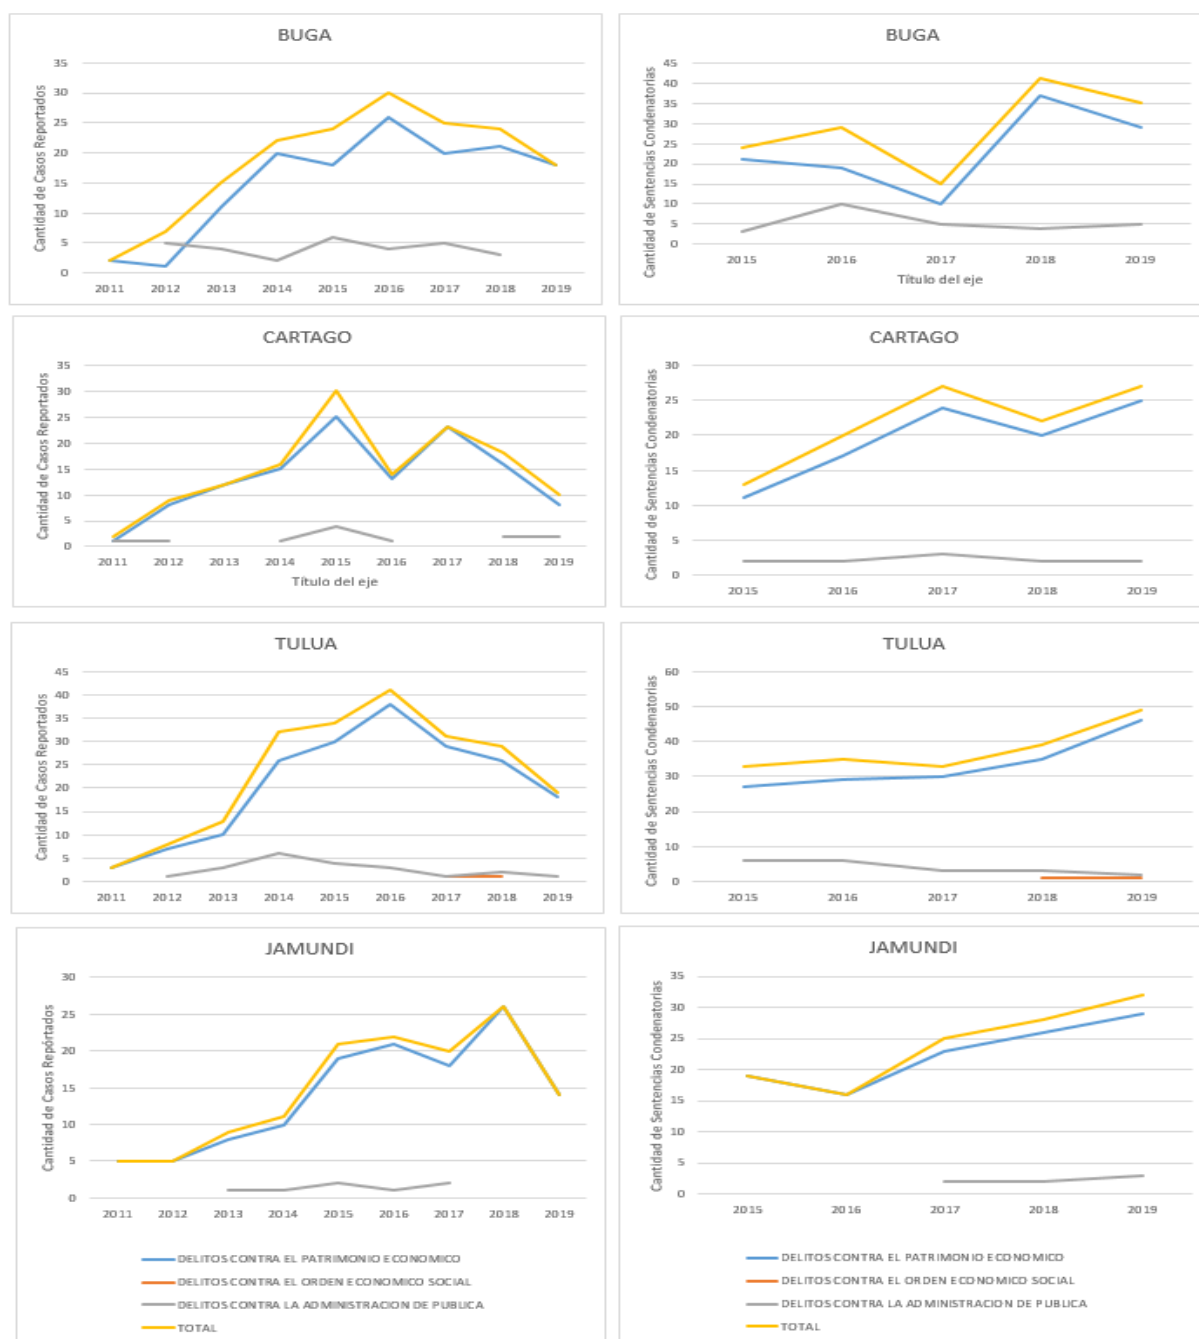 BUGA
Cantidad de Casos Reportados
35
30
25
20
15
10
5
0
2011 2012 2013 2014 2015 2016 2017 2018 2019
BUGA
Cantidad de Sentencias Condenatorias
45
40
35
30
25
20
15
10
5
0
2015 2016 2017 2018 2019
Título del eje
CARTAGO
Cantidad de Casos Reportados
35
30
25
20
15
10
5
0
2011 2012 2013 2014 2015 2016 2017 2018 2019
Título del eje
CARTAGO
Cantidad de Sentencias Condenatorias
30
25
20
15
10
5
0
2015 2016 2017 2018 2019
TULUA
Cantidad de Casos Reportados
45
40
35
30
25
20
15
10
5
0
2011 2012 2013 2014 2015 2016 2017 2018 2019
TULUA
Cantidad de Sentencias Condenatorias
60
50
40
30
20
10
0
2015 2016 2017 2018 2019
JAMUNDI
Cantidad de Casos Repórtados
30
25
20
15
10
5
0
2011 2012 2013 2014 2015 2016 2017 2018 2019
DELITOS CONTRA EL PATRIMONIO ECONOMICO
DELITOS CONTRA EL ORDEN ECONOMICO SOCIAL
DELITOS CONTRA LA ADMINISTRACION DE PUBLICA
TOTAL
JAMUNDI
Cantidad de Sentencias Condenatorias
35
30
25
20
15
10
5
0
2015 2016 2017 2018 2019
DELITOS CONTRA EL PATRIMONIO ECONOMICO
DELITOS CONTRA EL ORDEN ECONOMICO SOCIAL
DELITOS CONTRA LA ADMINISTRACION DE PUBLICA
TOTAL